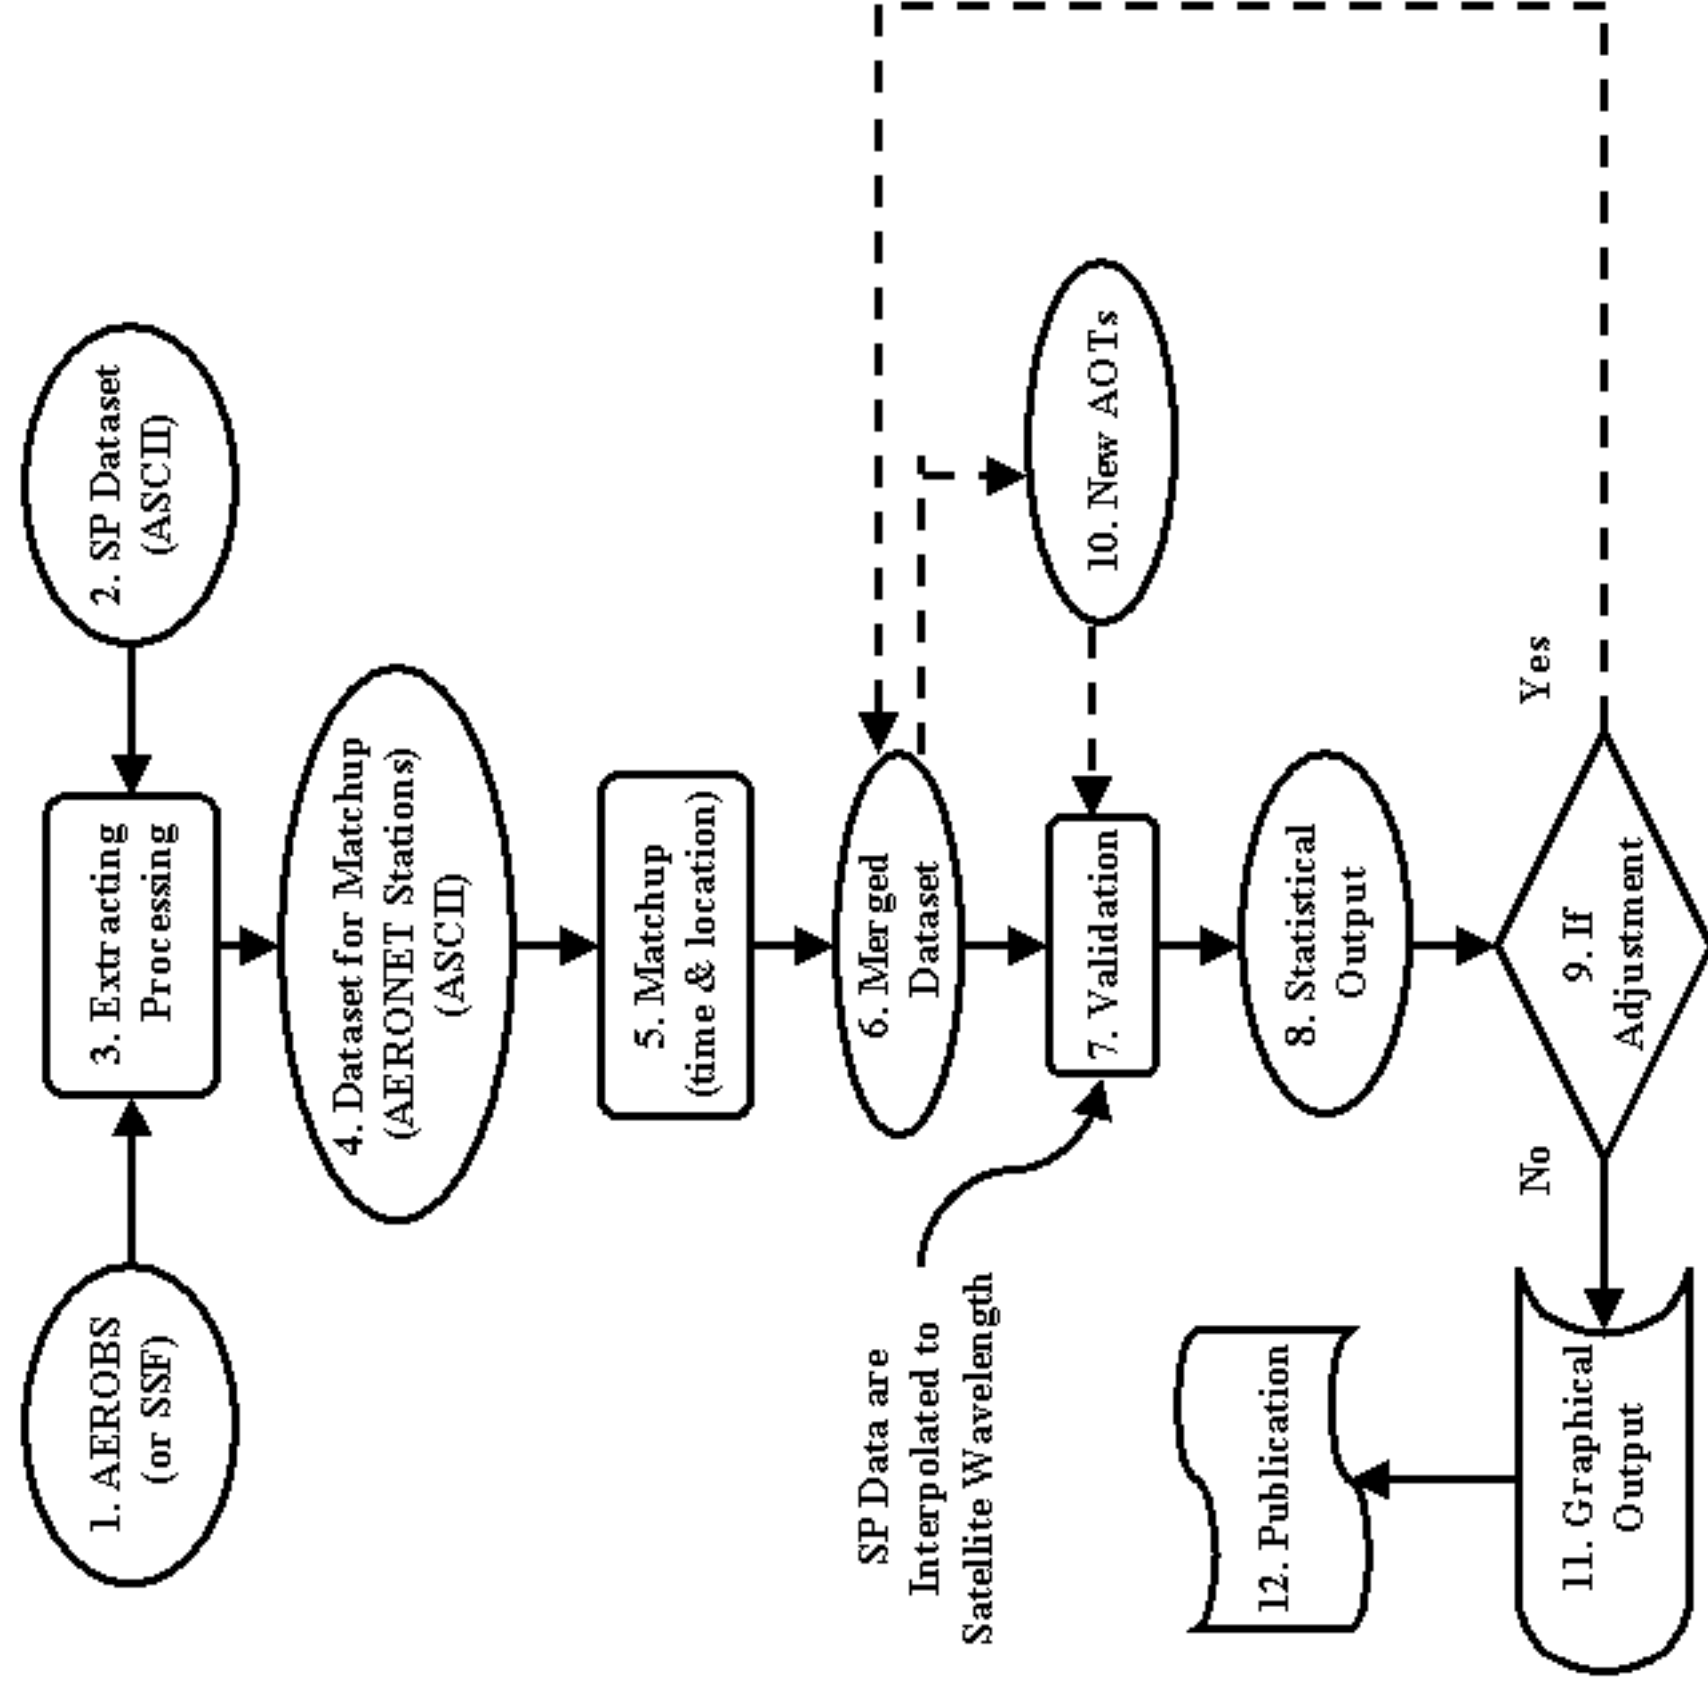 1. AEROBS
(or SSF)
2. SP Dataset
(ASCII)
3. Extracting
Processing
4. Dataset for Matchup
(AERONET Stations)
(ASCII)
5. Matchup
(time & location)
6. Merged
Dataset
SP Data are
Interpolated to
Satellite Wavelength
7. Validation
10. New AOTs
8. Statistical
Output
9. If
Adjustment
No
Yes
11. Graphical
Output
12. Publication